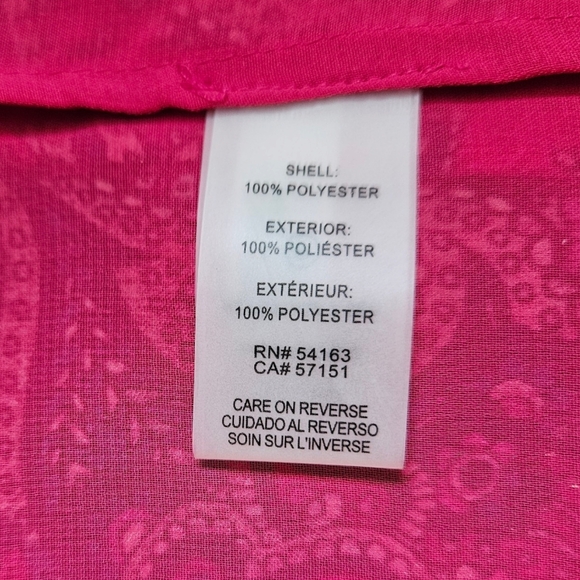 SHELL:
100% POLYESTER
EXTERIOR:
100% POLIÉSTER
EXTÉRIEUR:
100% POLYESTER
RN# 54163
CA# 57151
CARE ON REVERSE
CUIDADO AL REVERSO
SOIN SUR L'INVERSE